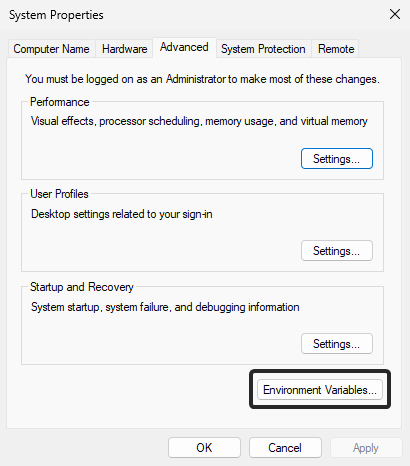 System Properties
Computer Name Hardware Advanced System Protection Remote
You must be logged on as an Administrator to make most of these changes.
Performance
Visual effects, processor scheduling, memory usage, and virtual memory
Settings...
User Profiles
Desktop settings related to your sign-in
Settings...
Startup and Recovery
System startup, system failure, and debugging information
Settings...
Environment Variables...
OK Cancel Apply